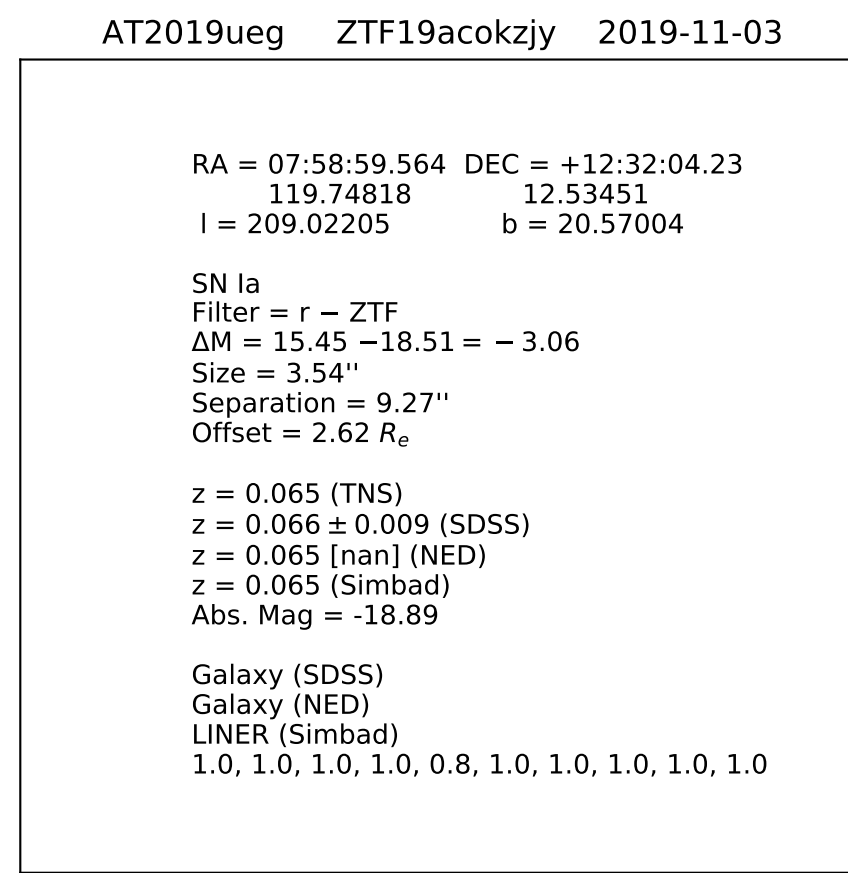 AT2019ueg ZTF19acokzjy 2019-11-03
RA = 07:58:59.564 DEC = +12:32:04.23
119.74818 12.53451
l = 209.02205 b = 20.57004
SN Ia
Filter = r − ZTF
ΔM = 15.45 −18.51 = − 3.06
Size = 3.54''
Separation = 9.27''
Offset = 2.62 Rₑ
z = 0.065 (TNS)
z = 0.066 ± 0.009 (SDSS)
z = 0.065 [nan] (NED)
z = 0.065 (Simbad)
Abs. Mag = -18.89
Galaxy (SDSS)
Galaxy (NED)
LINER (Simbad)
1.0, 1.0, 1.0, 1.0, 0.8, 1.0, 1.0, 1.0, 1.0, 1.0